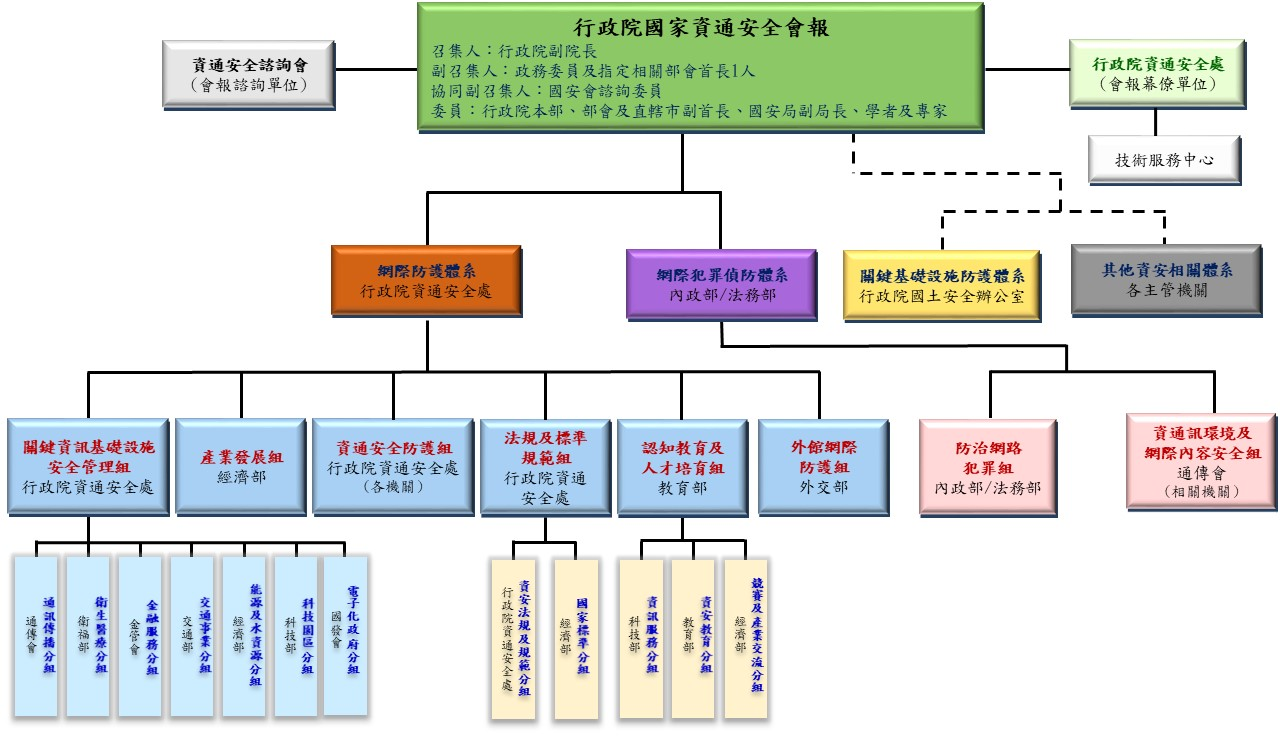 行政院國家資通安全會報
召集人：行政院副院長
副召集人：政務委員及指定相關部會首長1人
協同副召集人：國安會諮詢委員
委員：行政院本部、部會及直轄市副首長、國安局副局長、學者及專家
資通安全諮詢會
(會報諮詢單位)
行政院資通安全處
(會報幕僚單位)
技術服務中心
網際防護體系
行政院資通安全處
網際犯罪偵防體系
內政部/法務部
關鍵基礎設施防護體系
行政院國土安全辦公室
其他資安相關體系
各主管機關
關鍵資訊基礎設施
安全管理組
行政院資通安全處
產業發展組
經濟部
資通安全防護組
行政院資通安全處
(各機關)
法規及標準
規範組
行政院資通
安全處
認知教育及
人才培育組
教育部
外館網際
防護組
外交部
防治網路
犯罪組
內政部/法務部
資通訊環境及
網際內容安全組
通傳會
(相關機關)
通訊傳播分組
通傳會
衛生醫療分組
衛福部
金融服務分組
金管會
交通事業分組
交通部
能源及水資源分組
經濟部
科技園區分組
科技部
電子化政府分組
國發會
資安法規及規範分組
行政院資通安全處
國家標準分組
經濟部
資訊服務分組
科技部
資安教育分組
教育部
競賽及產業交流分組
經濟部